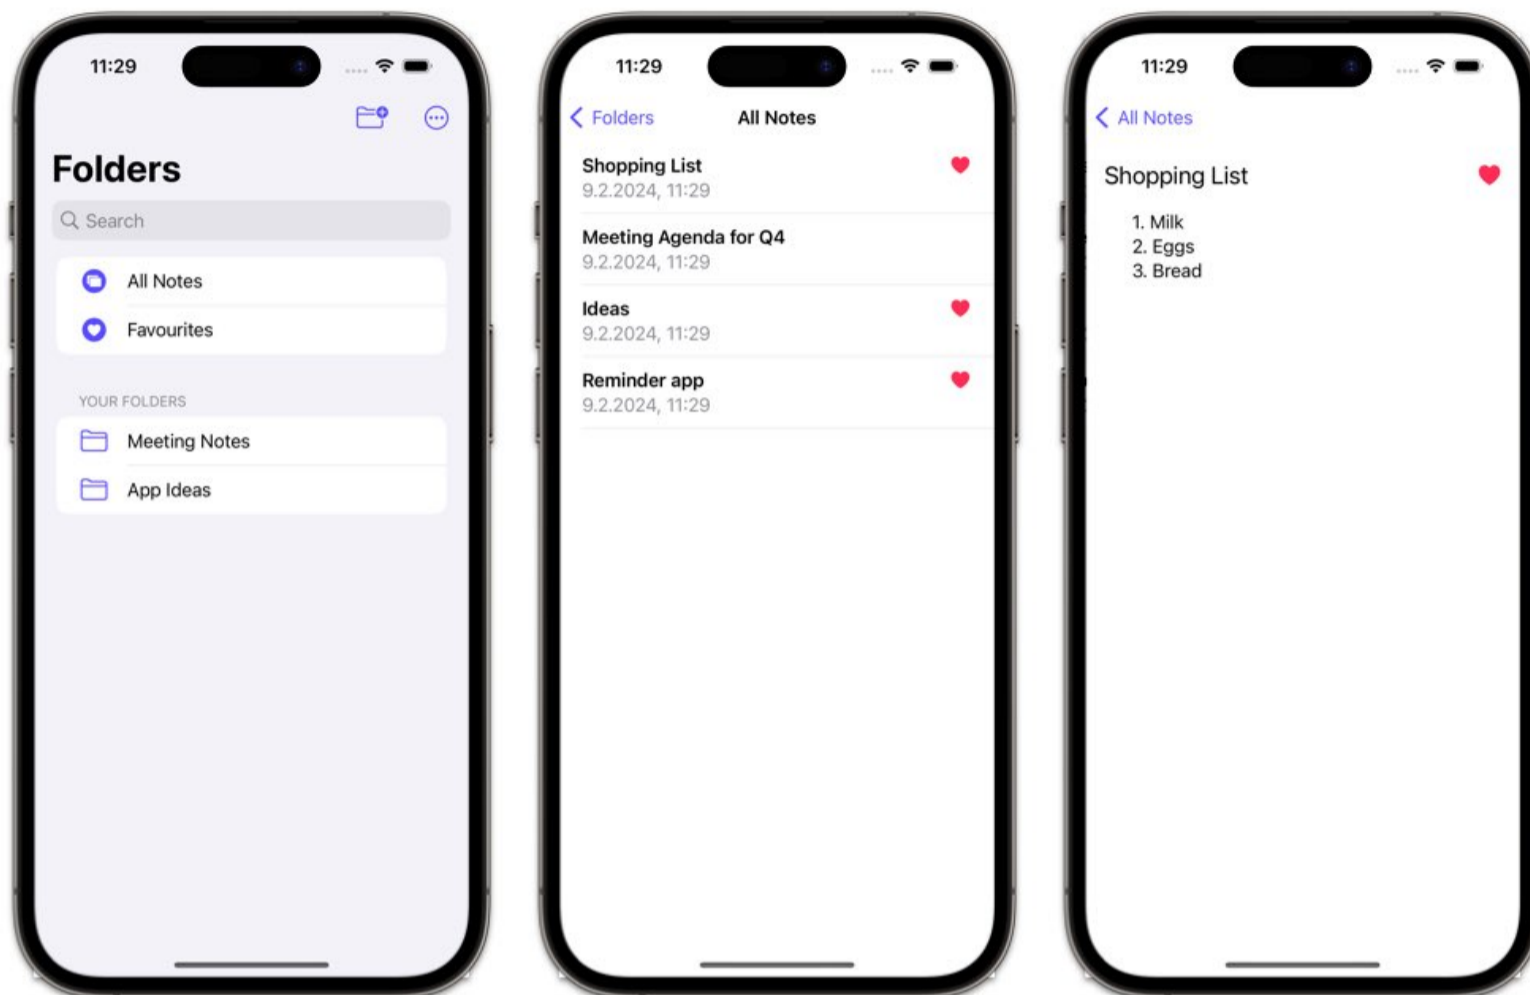 11:29
Folders
Search
All Notes
Favourites
YOUR FOLDERS
Meeting Notes
App Ideas
11:29
Folders
All Notes
Shopping List
9.2.2024, 11:29
Meeting Agenda for Q4
9.2.2024, 11:29
Ideas
9.2.2024, 11:29
Reminder app
9.2.2024, 11:29
11:29
All Notes
Shopping List
1. Milk
2. Eggs
3. Bread